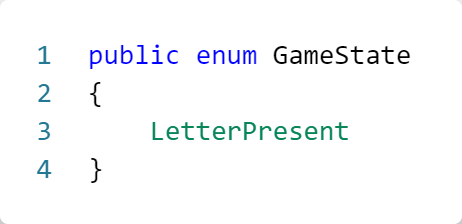 1 public enum GameState
2 {
3     LetterPresent
4 }